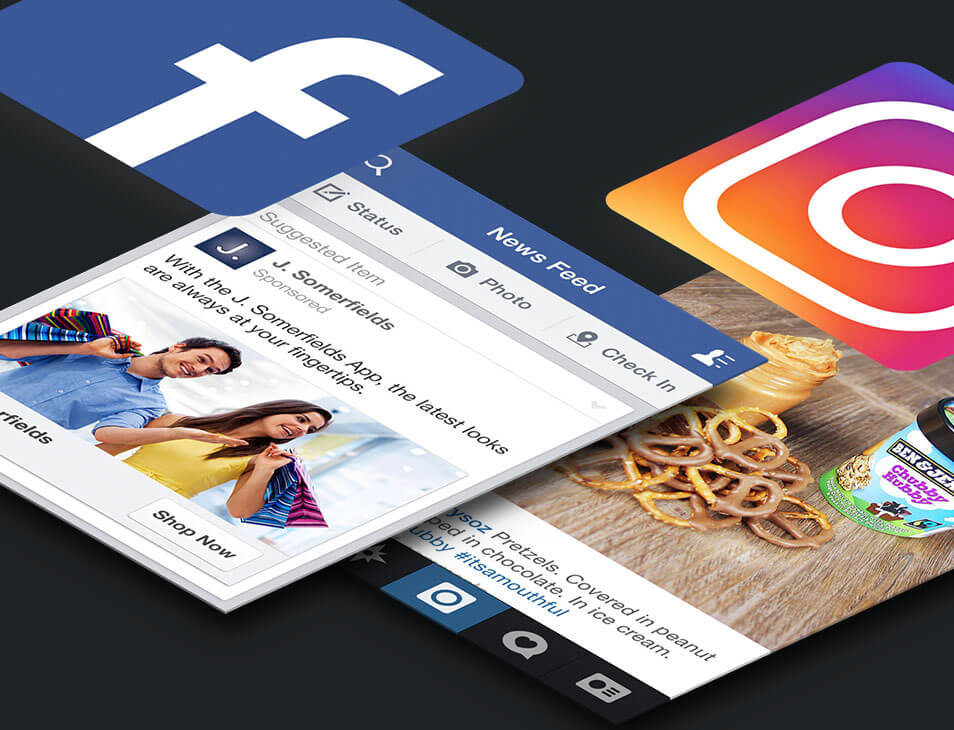 f
News Feed
Status
Photo
Check In
Suggested Item
J.
J. Somerfields
Sponsored
With the J. Somerfields App, the latest looks
are always at your fingertips.
rfields
Shop Now
BEN & JE
Chubby
Hubby
ysoz Pretzels. Covered in peanut
ped in chocolate. In ice cream.
ubby #itsamouthful